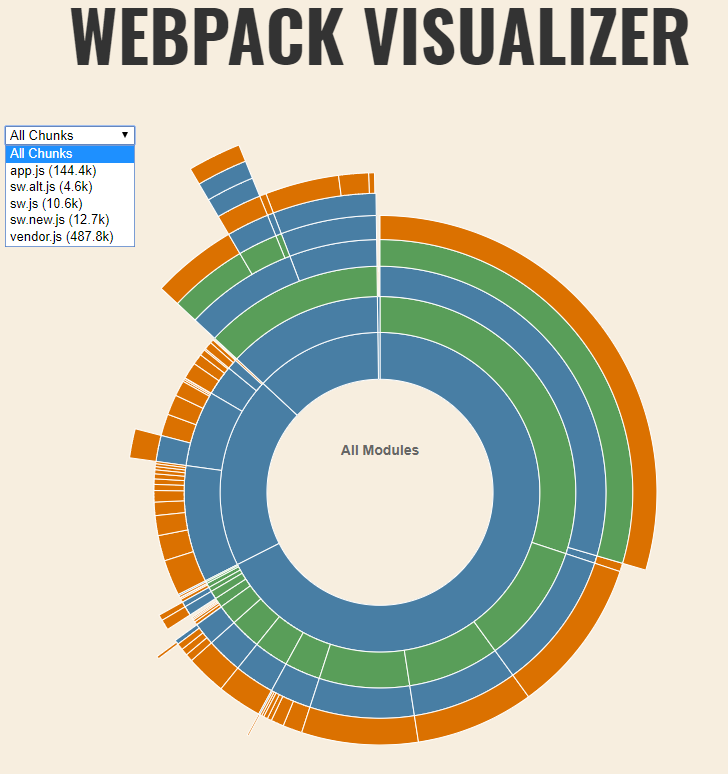 WEBPACK VISUALIZER
All Chunks
All Chunks
app.js (144.4k)
sw.alt.js (4.6k)
sw.js (10.6k)
sw.new.js (12.7k)
vendor.js (487.8k)
All Modules